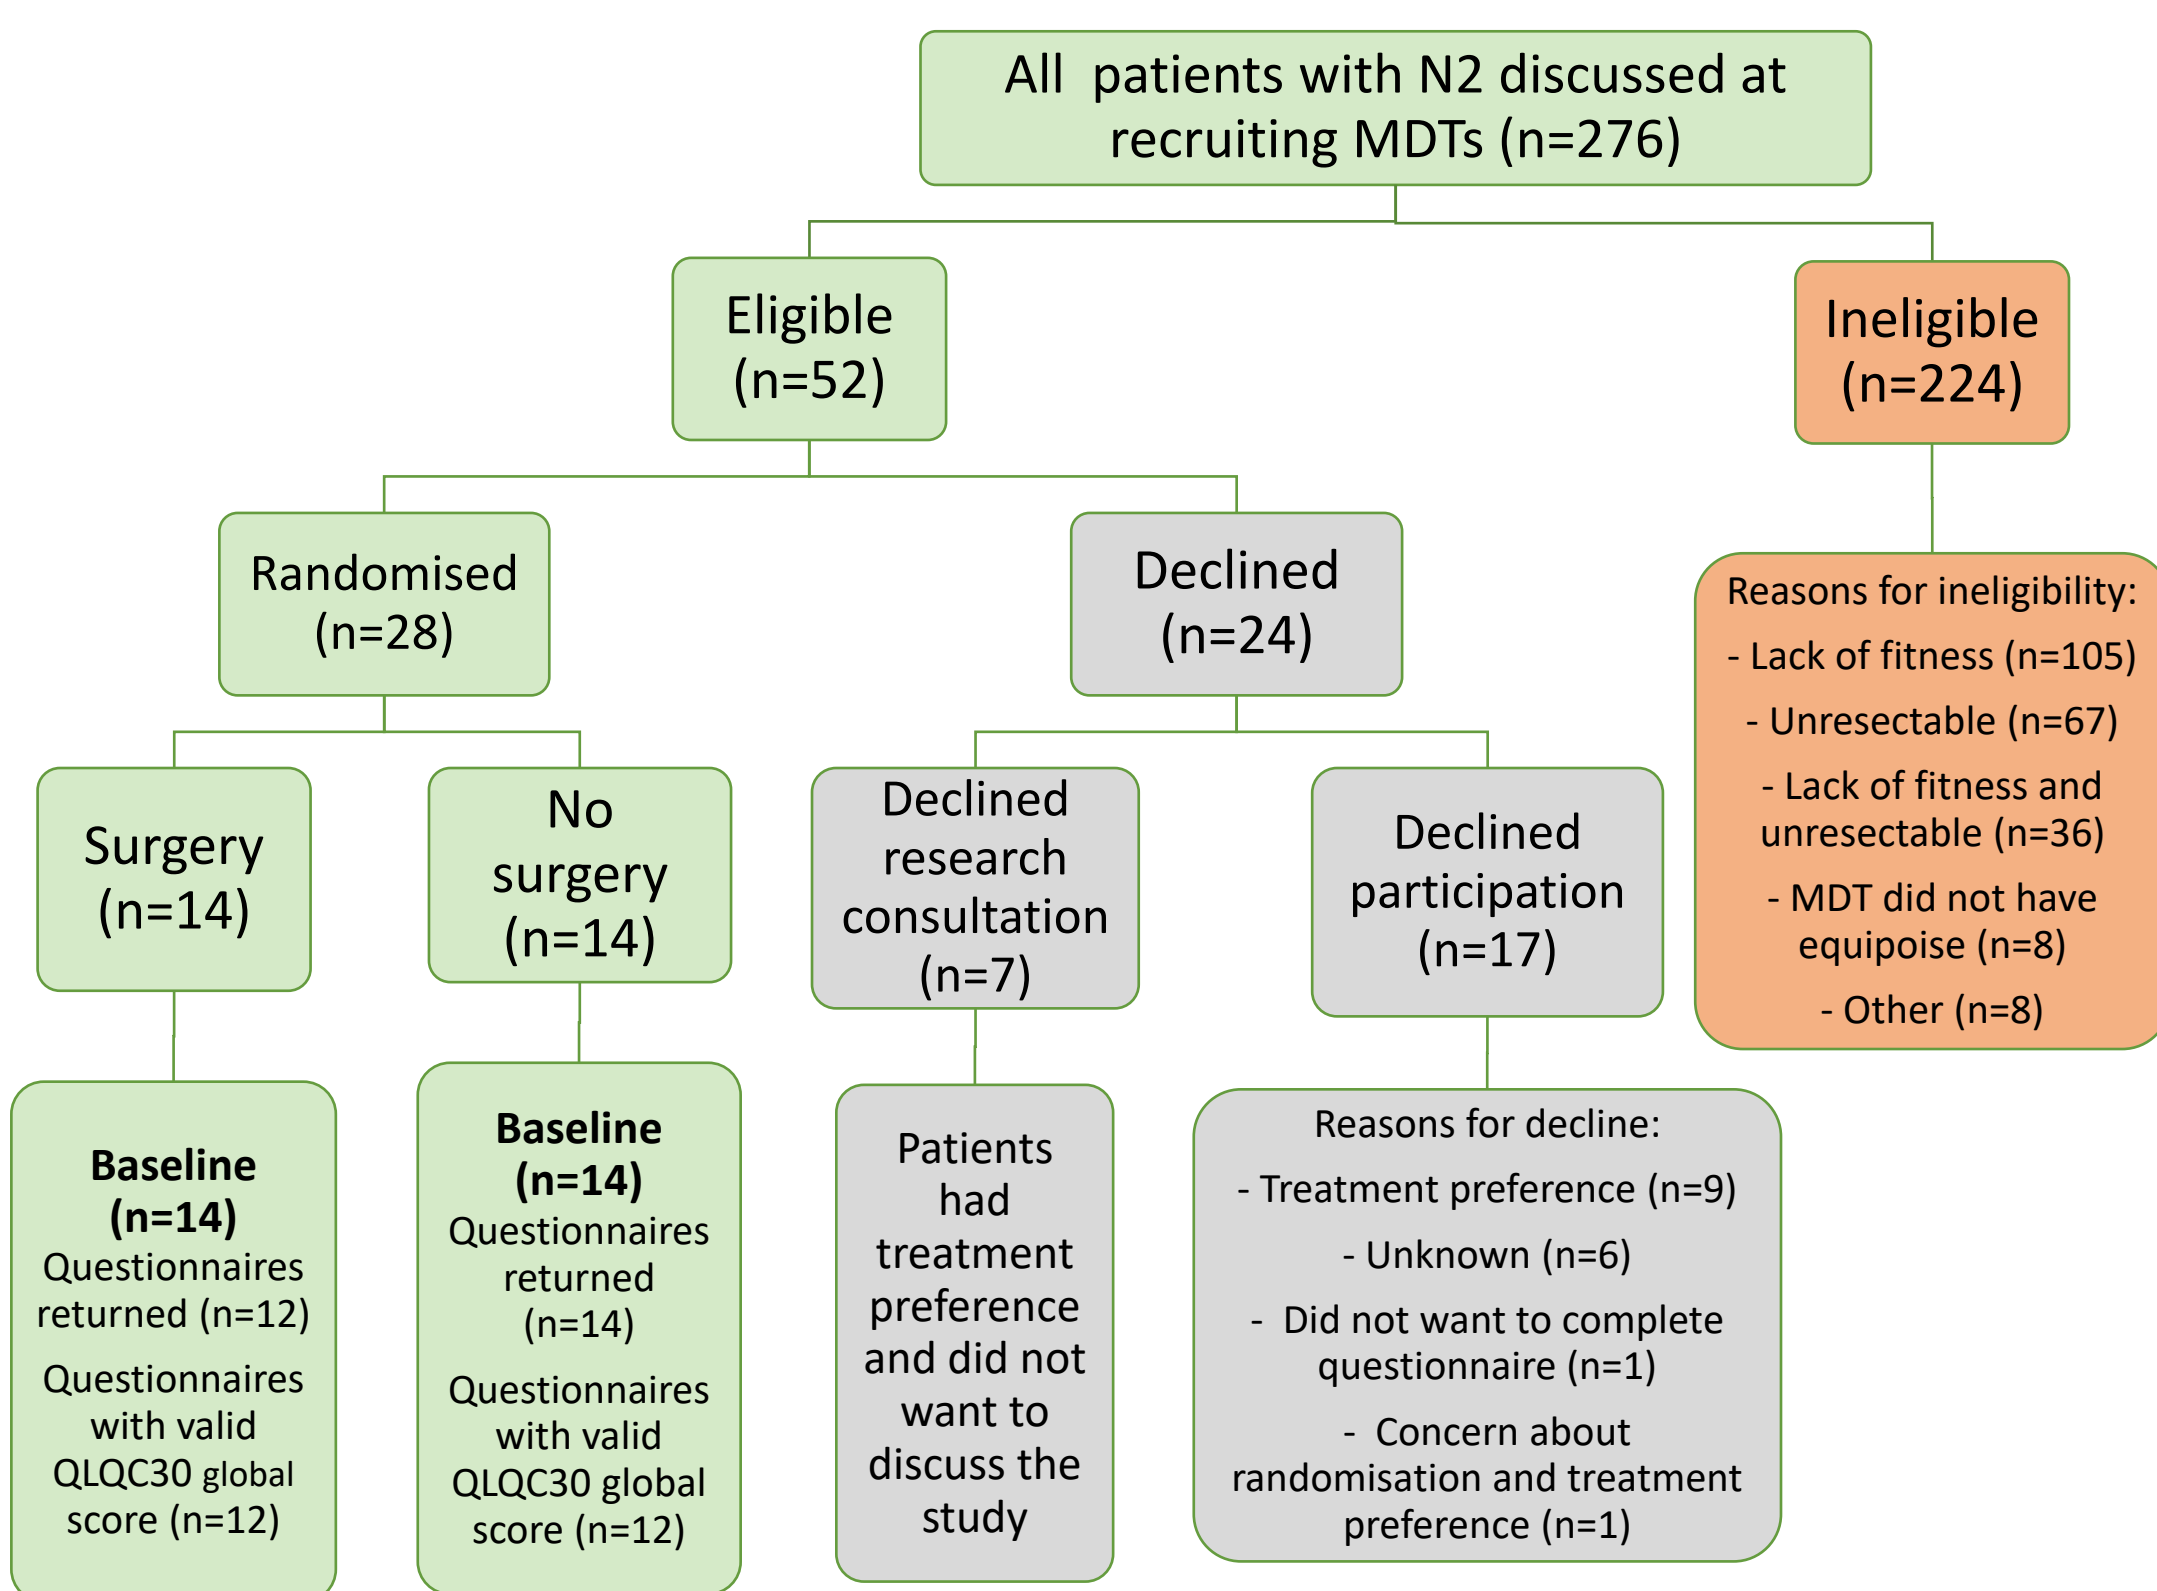 All  patients with N2 discussed at
recruiting MDTs (n=276)
Eligible
(n=52)
Ineligible
(n=224)
Randomised
(n=28)
Declined
(n=24)
Reasons for ineligibility:
- Lack of fitness (n=105)
- Unresectable (n=67)
- Lack of fitness and
unresectable (n=36)
- MDT did not have
equipoise (n=8)
- Other (n=8)
Surgery
(n=14)
No
surgery
(n=14)
Declined
research
consultation
(n=7)
Declined
participation
(n=17)
Baseline
(n=14)
Questionnaires
returned (n=12)
Questionnaires
with valid
QLQC30 global
score (n=12)
Baseline
(n=14)
Questionnaires
returned
(n=14)
Questionnaires
with valid
QLQC30 global
score (n=12)
Patients
had
treatment
preference
and did not
want to
discuss the
study
Reasons for decline:
- Treatment preference (n=9)
- Unknown (n=6)
-  Did not want to complete
questionnaire (n=1)
-  Concern about
randomisation and treatment
preference (n=1)